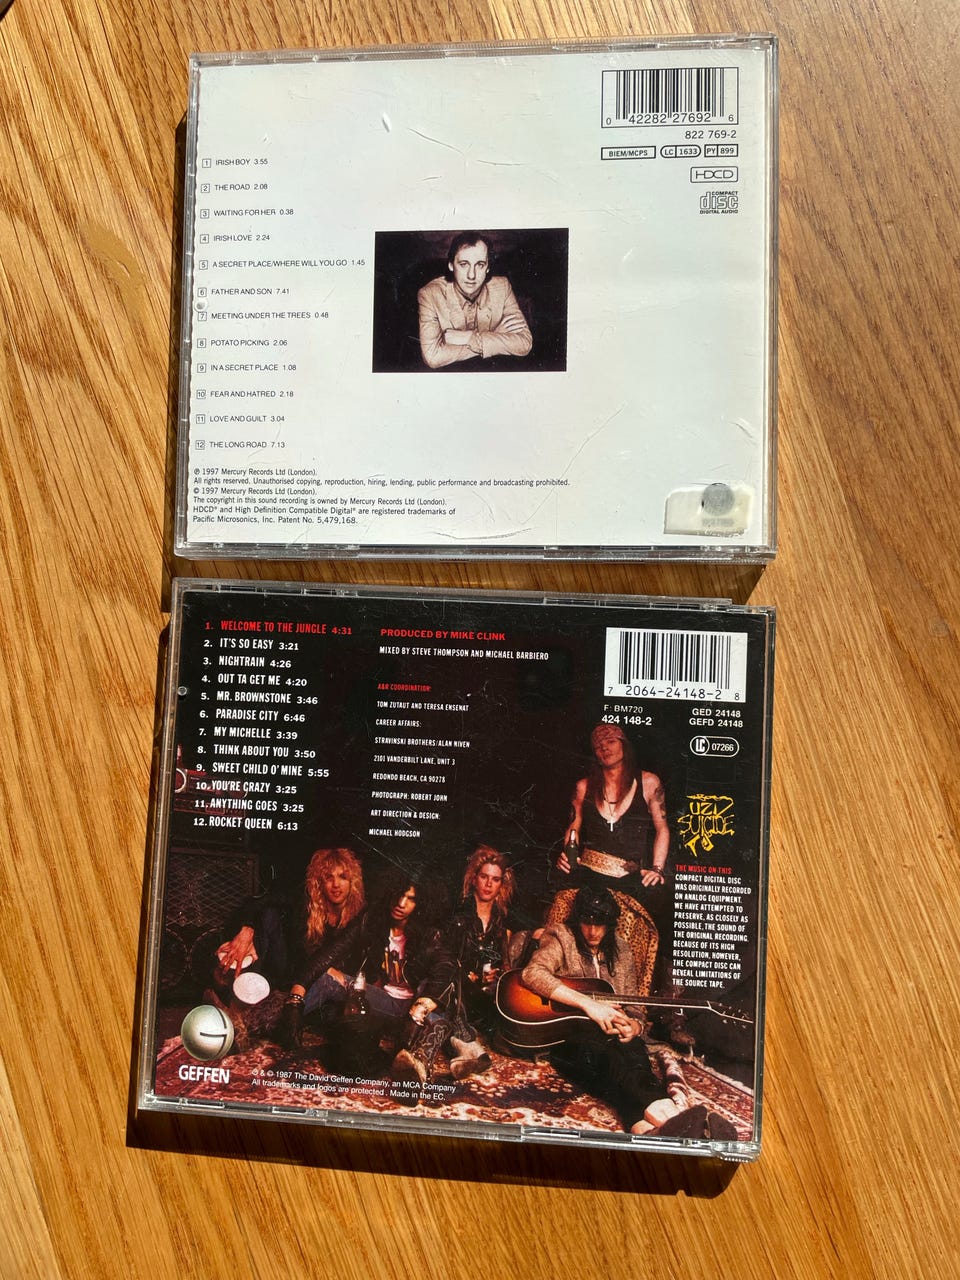 0 42282 27692 6
822 769-2
BIEM/MCPS LC 1633 PY 899
HDCD
COMPACT
disc
DIGITAL AUDIO
1 IRISH BOY 3.55
2 THE ROAD 2.08
3 WAITING FOR HER 0.38
4 IRISH LOVE 2.24
5 A SECRET PLACE/WHERE WILL YOU GO 1.45
6 FATHER AND SON 7.41
7 MEETING UNDER THE TREES 0.48
8 POTATO PICKING 2.06
9 IN A SECRET PLACE 1.08
10 FEAR AND HATRED 2.18
11 LOVE AND GUILT 3.04
12 THE LONG ROAD 7.13
℗ 1997 Mercury Records Ltd (London).
All rights reserved. Unauthorised copying, reproduction, hiring, lending, public performance and broadcasting prohibited.
© 1997 Mercury Records Ltd (London).
The copyright in this sound recording is owned by Mercury Records Ltd (London).
HDCD® and High Definition Compatible Digital® are registered trademarks of
Pacific Microsonics, Inc. Patent No. 5,479,168.
1. WELCOME TO THE JUNGLE 4:31
2. IT'S SO EASY 3:21
3. NIGHTRAIN 4:26
4. OUT TA GET ME 4:20
5. MR. BROWNSTONE 3:46
6. PARADISE CITY 6:46
7. MY MICHELLE 3:39
8. THINK ABOUT YOU 3:50
9. SWEET CHILD O' MINE 5:55
10. YOU'RE CRAZY 3:25
11. ANYTHING GOES 3:25
12. ROCKET QUEEN 6:13
PRODUCED BY MIKE CLINK
MIXED BY STEVE THOMPSON AND MICHAEL BARBIERO
A&R COORDINATION:
TOM ZUTAUT AND TERESA ENSENAT
CAREER AFFAIRS:
STRAVINSKI BROTHERS/ALAN NIVEN
2101 VANDERBILT LANE, UNIT 3
REDONDO BEACH, CA 90278
PHOTOGRAPH: ROBERT JOHN
ART DIRECTION & DESIGN:
MICHAEL HODGSON
7 2064-24148-2 8
F: BM720
424 148-2
GED 24148
GEFD 24148
LC 07266
UZI
SUICIDE
THE MUSIC ON THIS
COMPACT DIGITAL DISC
WAS ORIGINALLY RECORDED
ON ANALOG EQUIPMENT.
WE HAVE ATTEMPTED TO
PRESERVE, AS CLOSELY AS
POSSIBLE, THE SOUND OF
THE ORIGINAL RECORDING.
BECAUSE OF ITS HIGH
RESOLUTION, HOWEVER,
THE COMPACT DISC CAN
REVEAL LIMITATIONS OF
THE SOURCE TAPE.
GEFFEN
℗ & © 1987 The David Geffen Company, an MCA Company
All trademarks and logos are protected . Made in the EC.